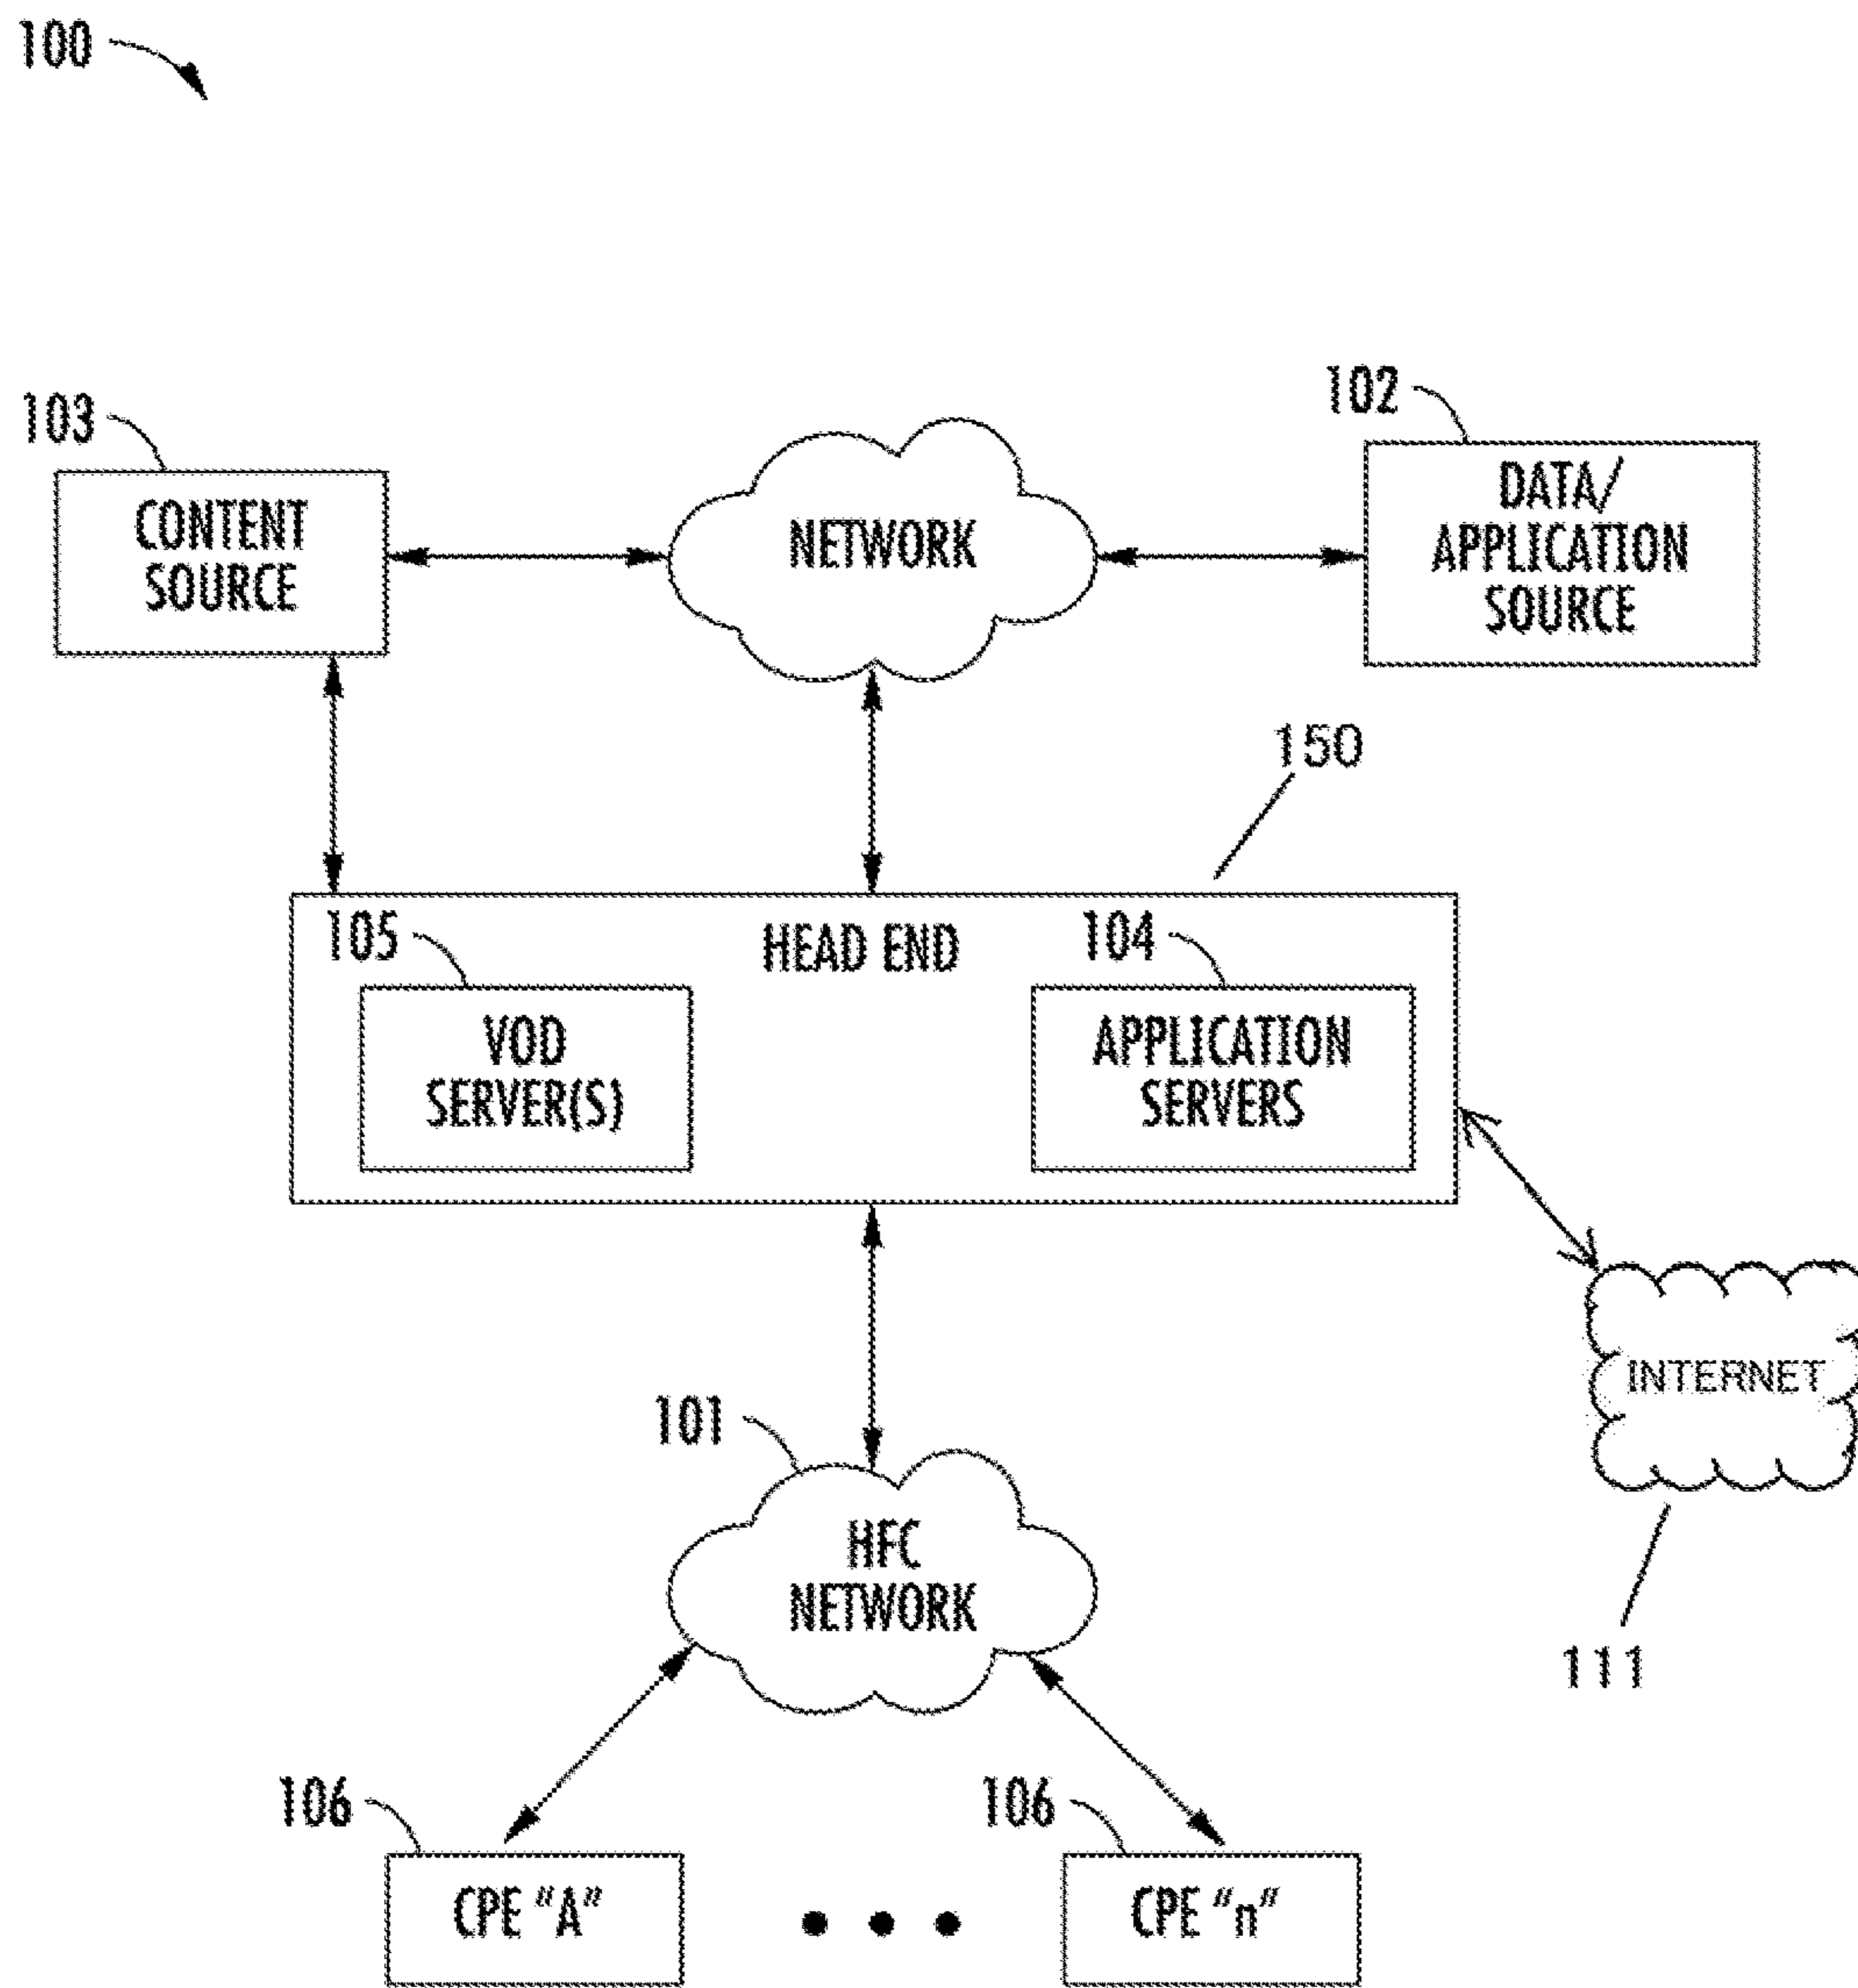 100
103
102
CONTENT
SOURCE
NETWORK
DATA/
APPLICATION
SOURCE
150
105
HEAD END
104
VOD
SERVER(S)
APPLICATION
SERVERS
INTERNET
101
HFC
NETWORK
111
106
106
CPE "A"
• • •
CPE "n"